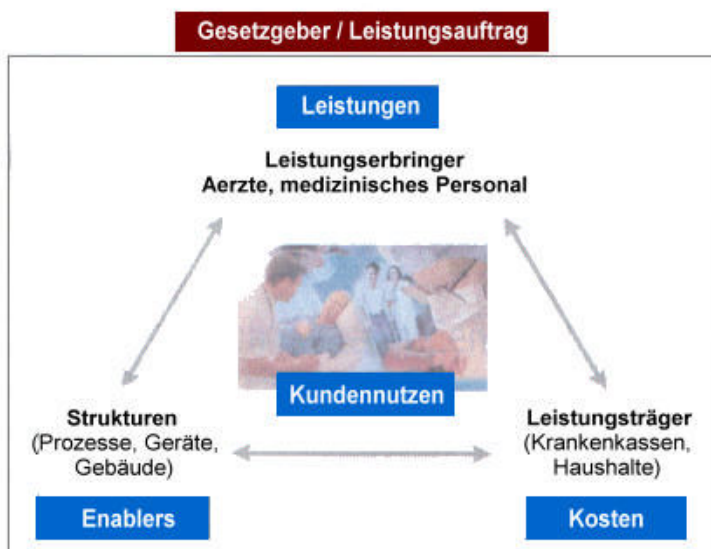 Gesetzgeber / Leistungsauftrag
Leistungen
Leistungserbringer
Aerzte, medizinisches Personal
Kundennutzen
Strukturen
(Prozesse, Geräte,
Gebäude)
Enablers
Leistungsträger
(Krankenkassen,
Haushalte)
Kosten